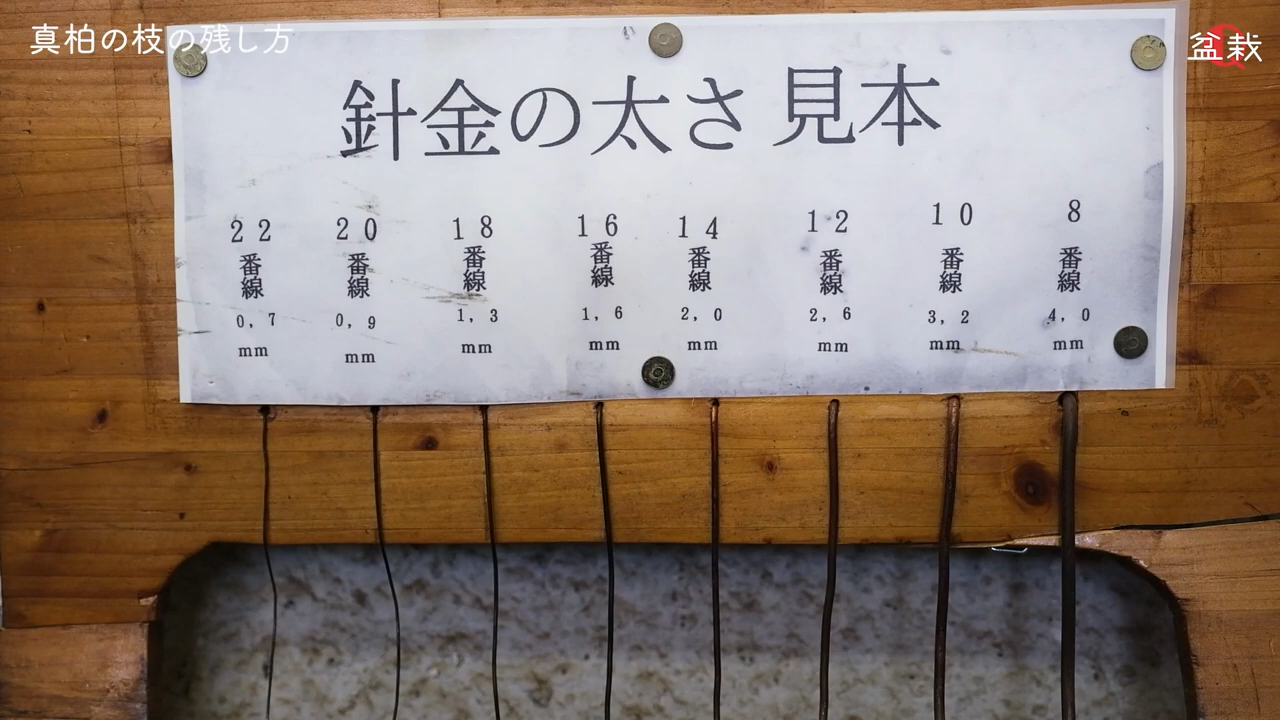 真柏の枝の残し方
盆栽Q
針金の太さ見本
22 20 18 16 14 12 10 8
番線 番線 番線 番線 番線 番線 番線 番線
0,7 0,9 1,3 1,6 2,0 2,6 3,2 4,0
mm mm mm mm mm mm mm mm